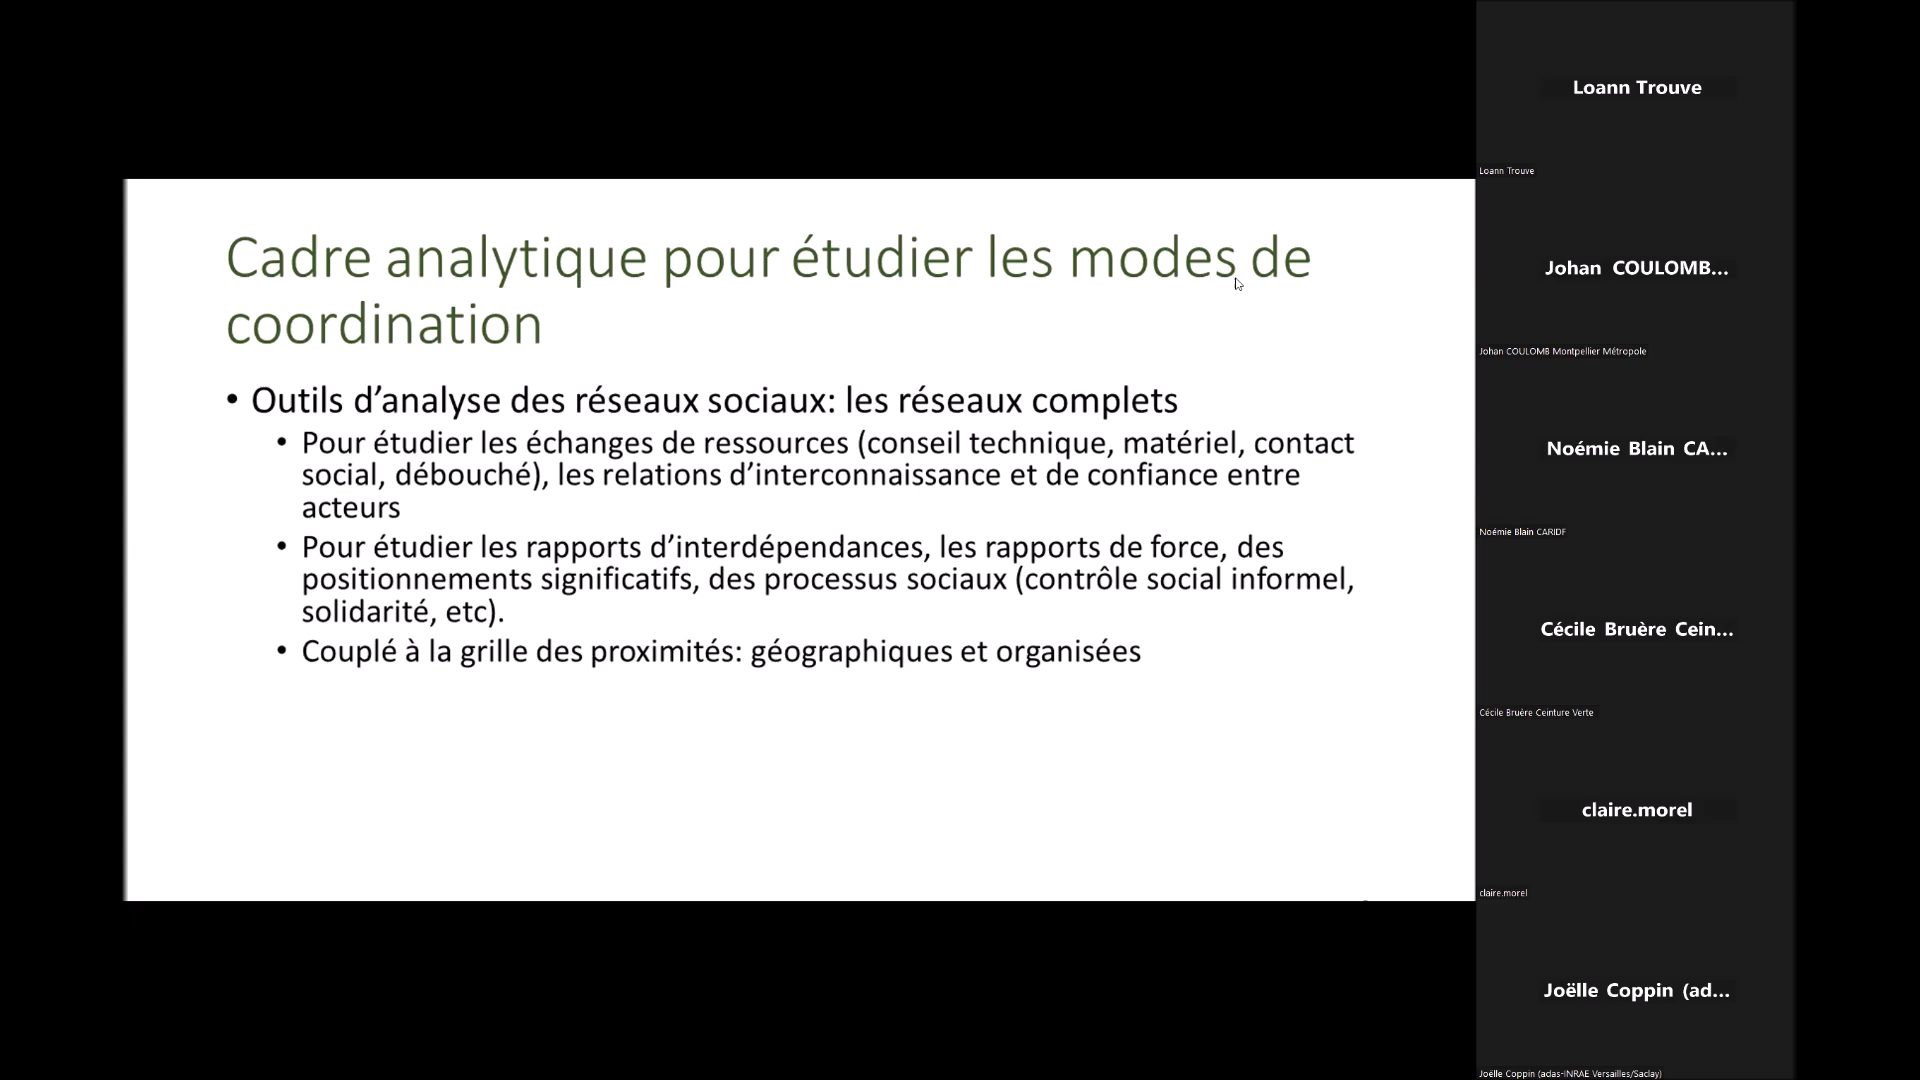 Cadre analytique pour étudier les modes de
coordination
• Outils d’analyse des réseaux sociaux: les réseaux complets
• Pour étudier les échanges de ressources (conseil technique, matériel, contact
social, débouché), les relations d’interconnaissance et de confiance entre
acteurs
• Pour étudier les rapports d’interdépendances, les rapports de force, des
positionnements significatifs, des processus sociaux (contrôle social informel,
solidarité, etc).
• Couplé à la grille des proximités: géographiques et organisées
Loann Trouve
Loann Trouve
Johan COULOMB...
Johan COULOMB Montpellier Métropole
Noémie Blain CA...
Noémie Blain CARIDF
Cécile Bruère Cein...
Cécile Bruère Ceinture Verte
claire.morel
claire.morel
Joëlle Coppin (ad...
Joëlle Coppin (adas-INRAE Versailles/Saclay)